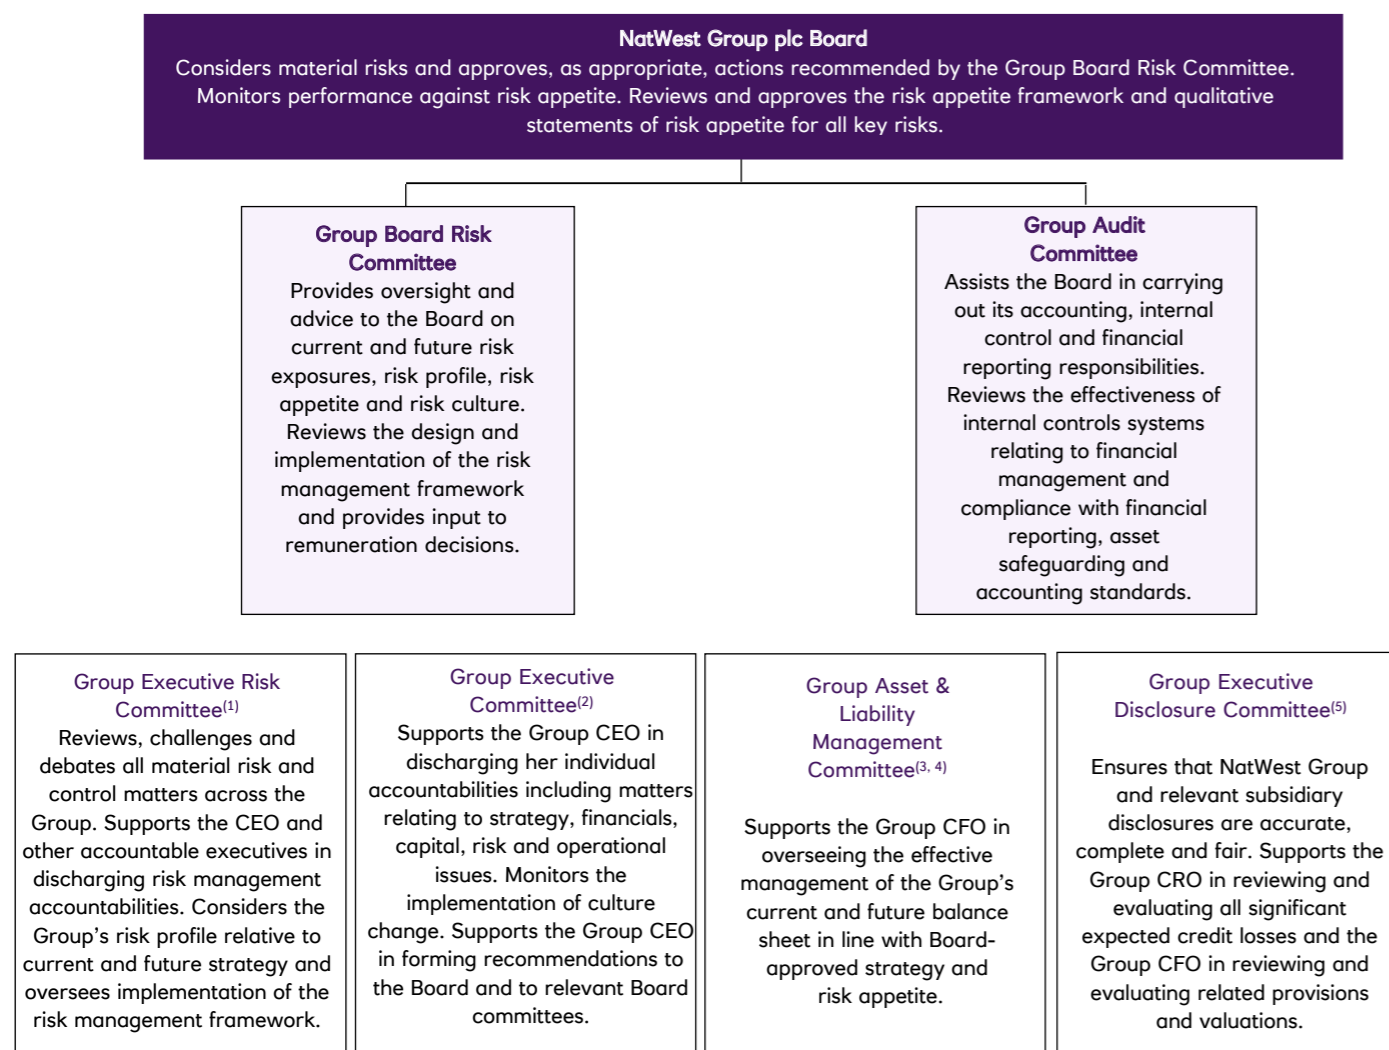 NatWest Group plc Board
Considers material risks and approves, as appropriate, actions recommended by the Group Board Risk Committee.
Monitors performance against risk appetite. Reviews and approves the risk appetite framework and qualitative
statements of risk appetite for all key risks.
Group Board Risk
Committee
Provides oversight and
advice to the Board on
current and future risk
exposures, risk profile, risk
appetite and risk culture.
Reviews the design and
implementation of the risk
management framework
and provides input to
remuneration decisions.
Group Audit
Committee
Assists the Board in carrying
out its accounting, internal
control and financial
reporting responsibilities.
Reviews the effectiveness of
internal controls systems
relating to financial
management and
compliance with financial
reporting, asset
safeguarding and
accounting standards.
Group Executive Risk
Committee(1)
Reviews, challenges and
debates all material risk and
control matters across the
Group. Supports the CEO and
other accountable executives in
discharging risk management
accountabilities. Considers the
Group's risk profile relative to
current and future strategy and
oversees implementation of the
risk management framework.
Group Executive
Committee(2)
Supports the Group CEO in
discharging her individual
accountabilities including matters
relating to strategy, financials,
capital, risk and operational
issues. Monitors the
implementation of culture
change. Supports the Group CEO
in forming recommendations to
the Board and to relevant Board
committees.
Group Asset &
Liability
Management
Committee(3, 4)
Supports the Group CFO in
overseeing the effective
management of the Group's
current and future balance
sheet in line with Board-
approved strategy and
risk appetite.
Group Executive
Disclosure Committee(5)
Ensures that NatWest Group
and relevant subsidiary
disclosures are accurate,
complete and fair. Supports the
Group CRO in reviewing and
evaluating all significant
expected credit losses and the
Group CFO in reviewing and
evaluating related provisions
and valuations.